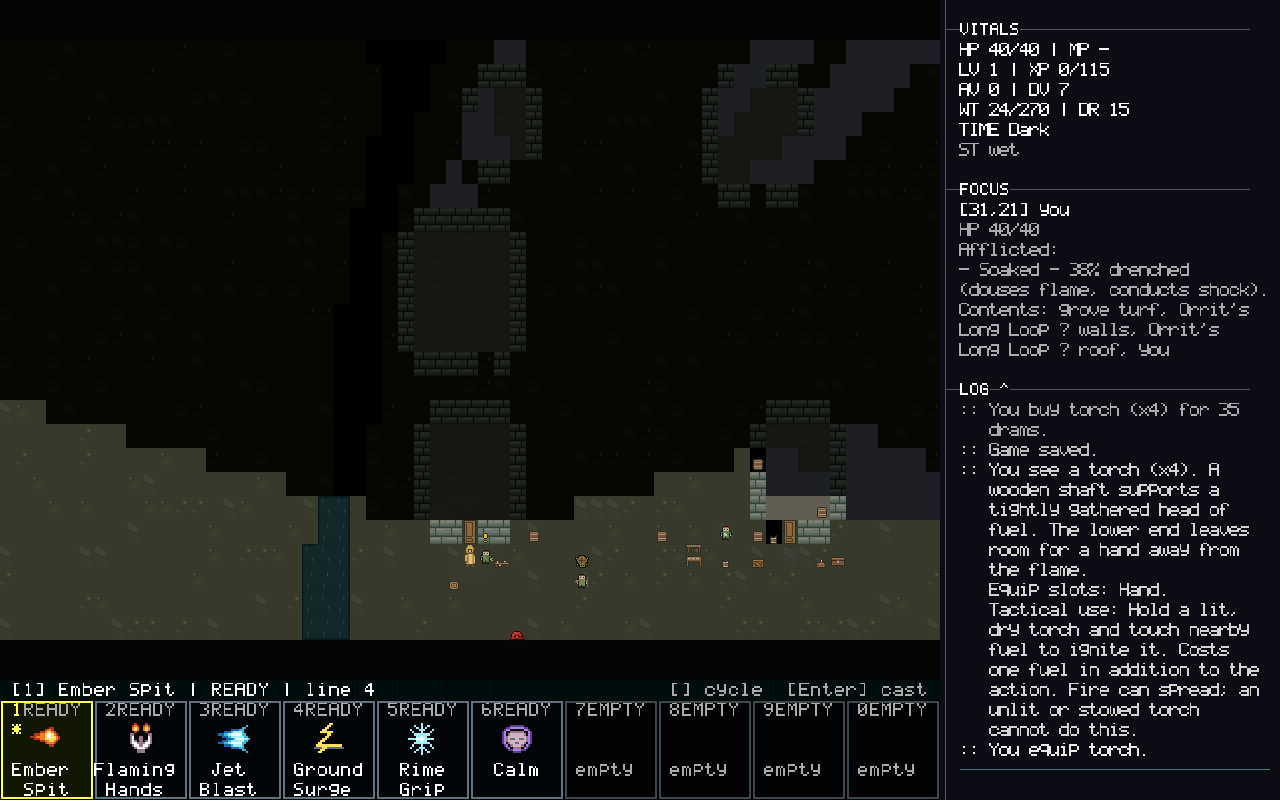 VITALS
HP 40/40 | MP -
LV 1 | XP 0/115
AV 0 | DV 7
WT 24/270 | DR 15
TIME Dark
ST wet
FOCUS
[31,21] You
HP 40/40
Afflicted:
- Soaked - 38% drenched
(douses flame, conducts shock).
Contents: grove turf, Orrit's
Long Loop ? walls, Orrit's
Long Loop ? roof, You
LOG ^
:: You buy torch (x4) for 35
drams.
:: Game saved.
:: You see a torch (x4). A
wooden shaft supports a
tightly gathered head of
fuel. The lower end leaves
room for a hand away from
the flame.
Equip slots: Hand.
Tactical use: Hold a lit,
dry torch and touch nearby
fuel to ignite it. Costs
one fuel in addition to the
action. Fire can spread; an
unlit or stowed torch
cannot do this.
:: You equip torch.
[1] Ember Spit | READY | line 4
[] cycle [Enter] cast
1READY 2READY 3READY 4READY 5READY 6READY 7EMPTY 8EMPTY 9EMPTY 0EMPTY
*
Ember Flaming Jet Ground Rime Calm empty empty empty empty
Spit Hands Blast Surge Grip